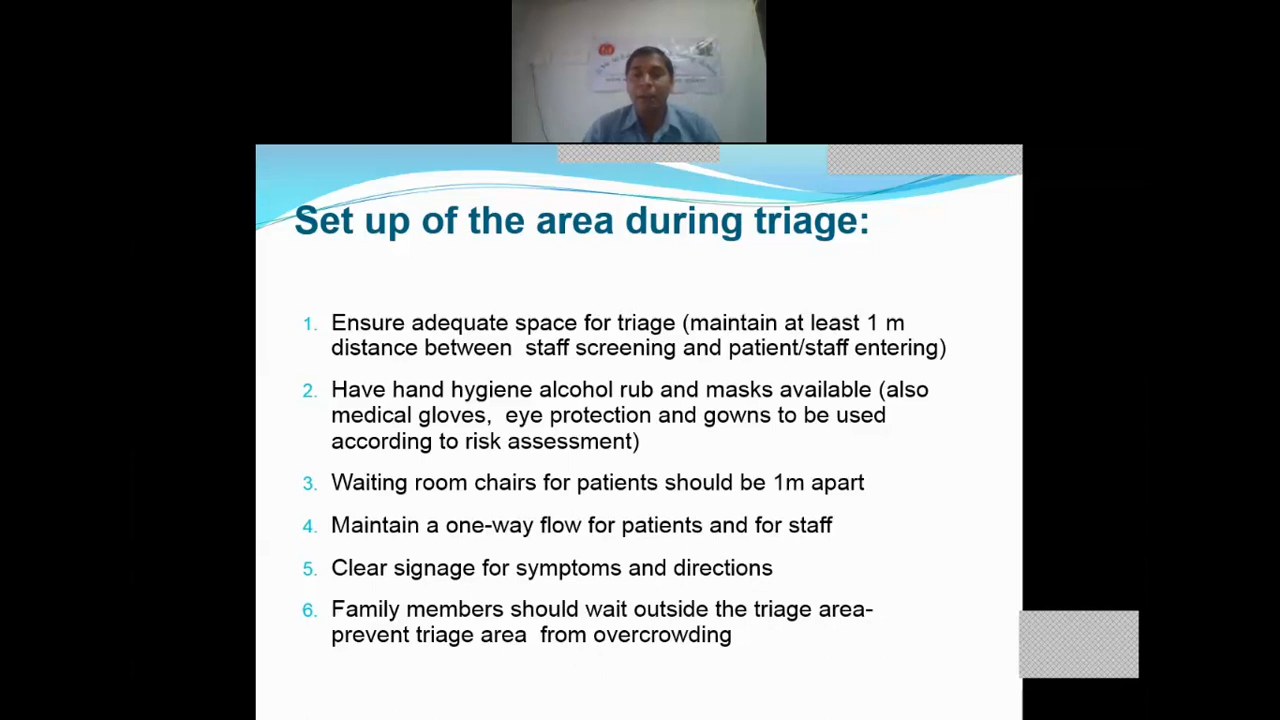 Set up of the area during triage:
1. Ensure adequate space for triage (maintain at least 1 m
distance between staff screening and patient/staff entering)
2. Have hand hygiene alcohol rub and masks available (also
medical gloves, eye protection and gowns to be used
according to risk assessment)
3. Waiting room chairs for patients should be 1m apart
4. Maintain a one-way flow for patients and for staff
5. Clear signage for symptoms and directions
6. Family members should wait outside the triage area-
prevent triage area from overcrowding